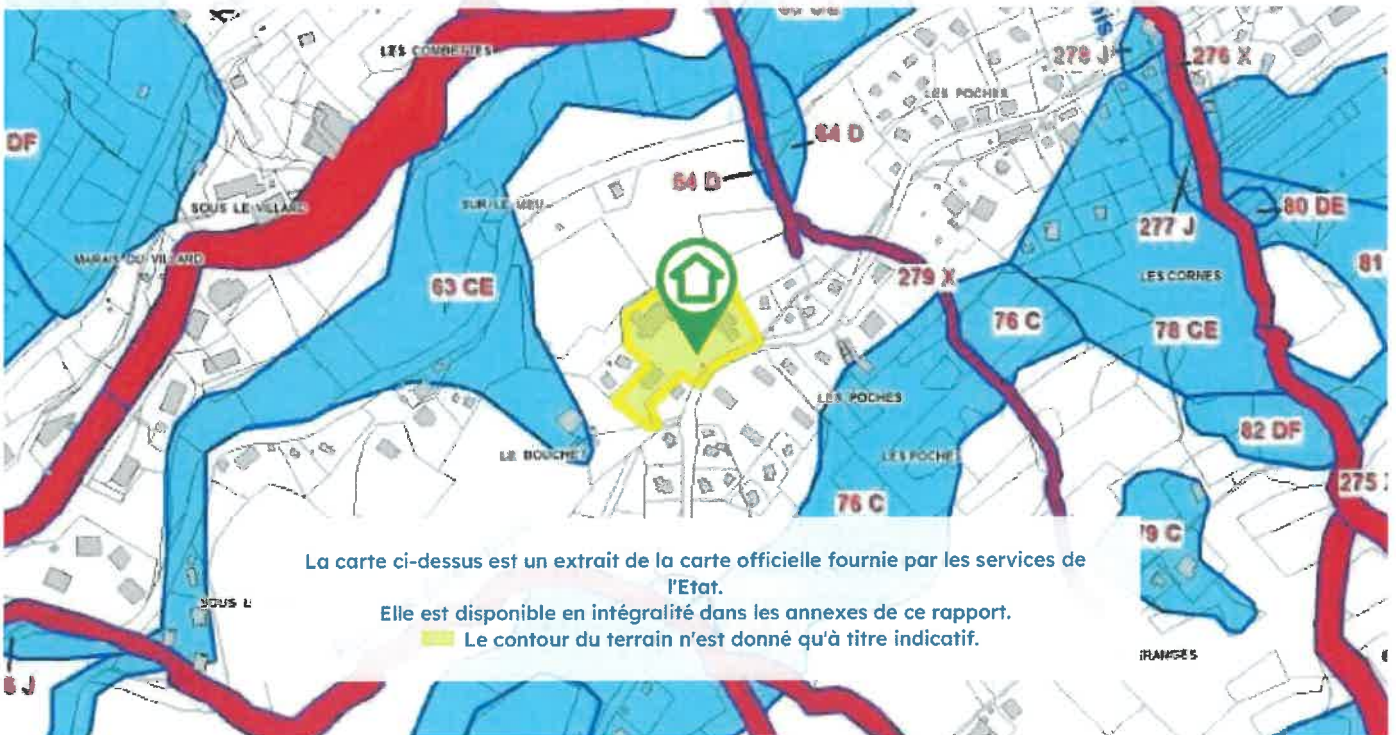 LES COMBETTES
278 J
276 X
LES POCHES
DF
64 D
64 D
SOUS LE VILLARD
SUR LE MEU
80 DE
277 J
MARAIS DU VILLARD
63 CE
279 X
LES CORNES
81
76 C
78 CE
LES POCHES
82 DF
LE BOUCHET
LES POCHE
275
76 C
79 C
La carte ci-dessus est un extrait de la carte officielle fournie par les services de
l'Etat.
Elle est disponible en intégralité dans les annexes de ce rapport.
Le contour du terrain n'est donné qu'à titre indicatif.
SOUS L
GRANGES
J